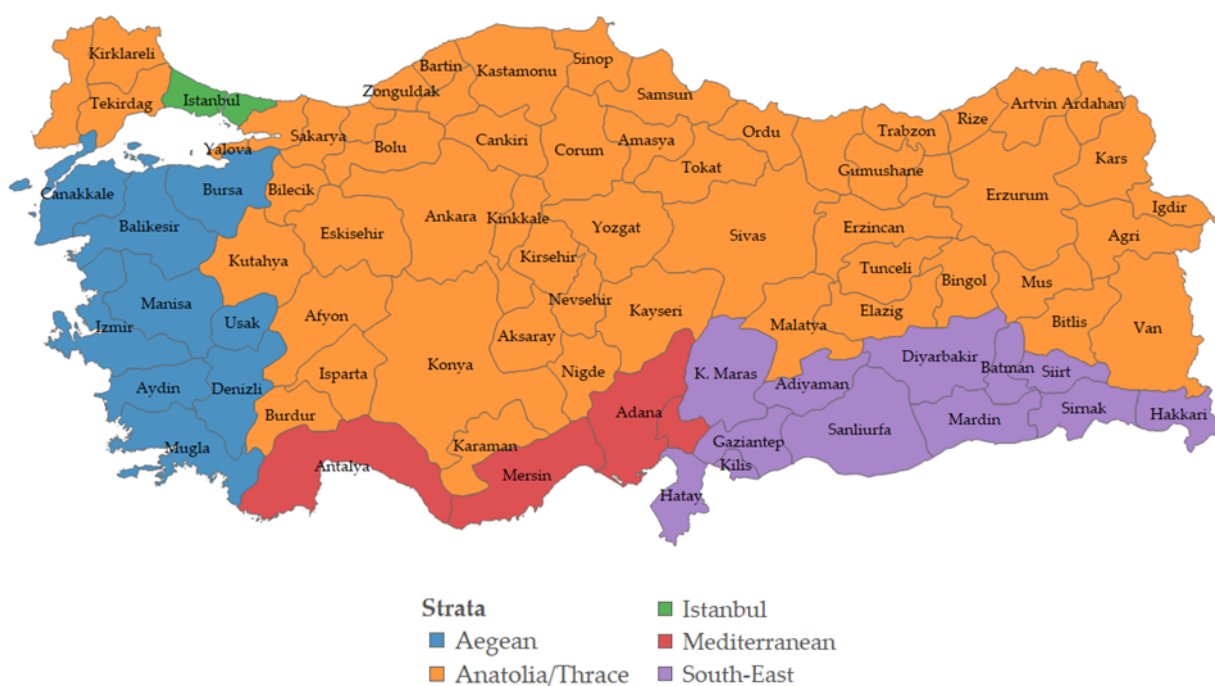 Kirklareli
Tekirdag
Istanbul
Yalova
Sakarya
Zonguldak
Bartin
Kastamonu
Sinop
Samsun
Bolu
Cankiri
Corum
Amasya
Tokat
Ordu
Trabzon
Gumushane
Rize
Artvin
Ardahan
Kars
Igdir
Agri
Erzurum
Canakkale
Bursa
Bilecik
Balikesir
Eskisehir
Ankara
Kinkkale
Yozgat
Sivas
Erzincan
Kutahya
Kirsehir
Tunceli
Bingol
Mus
Manisa
Usak
Afyon
Nevsehir
Kayseri
Malatya
Elazig
Bitlis
Van
Izmir
Aksaray
Konya
Isparta
Nigde
K. Maras
Adiyaman
Diyarbakir
Batman
Siirt
Aydin
Denizli
Burdur
Adana
Gaziantep
Sanliurfa
Mardin
Sirnak
Hakkari
Mugla
Antalya
Karaman
Mersin
Kilis
Hatay
Strata
Aegean
Anatolia/Thrace
Istanbul
Mediterranean
South-East